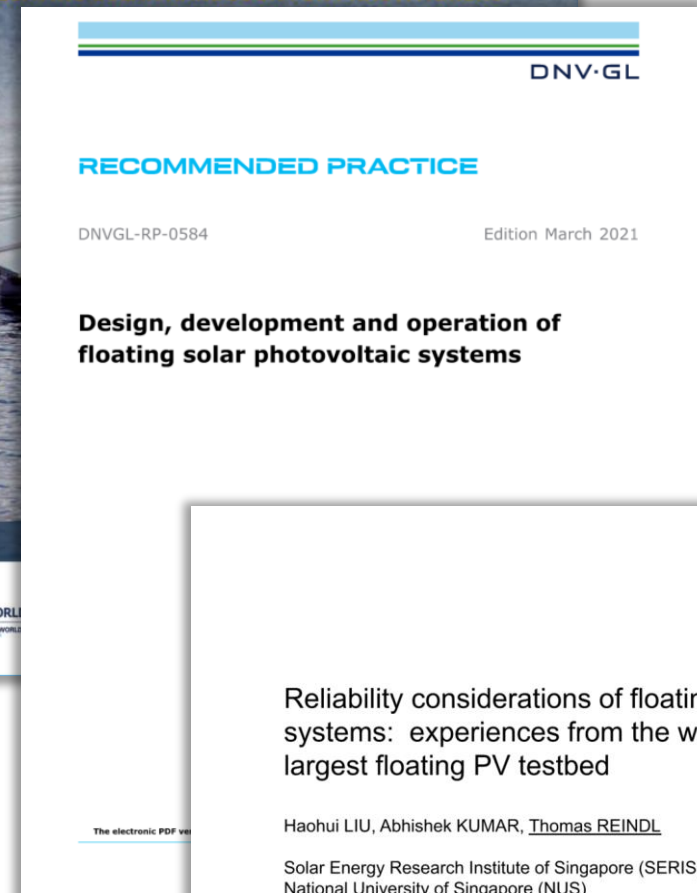 DNV·GL
RECOMMENDED PRACTICE
DNVGL-RP-0584 Edition March 2021
Design, development and operation of
floating solar photovoltaic systems
Reliability considerations of
systems: experiences from the
largest floating PV testbed
The electronic PDF
Haohui LIU, Abhishek KUMAR, Thomas REINDL
Solar Energy Research Institute of Singapore (SERIS
National University of Singapore (NUS)